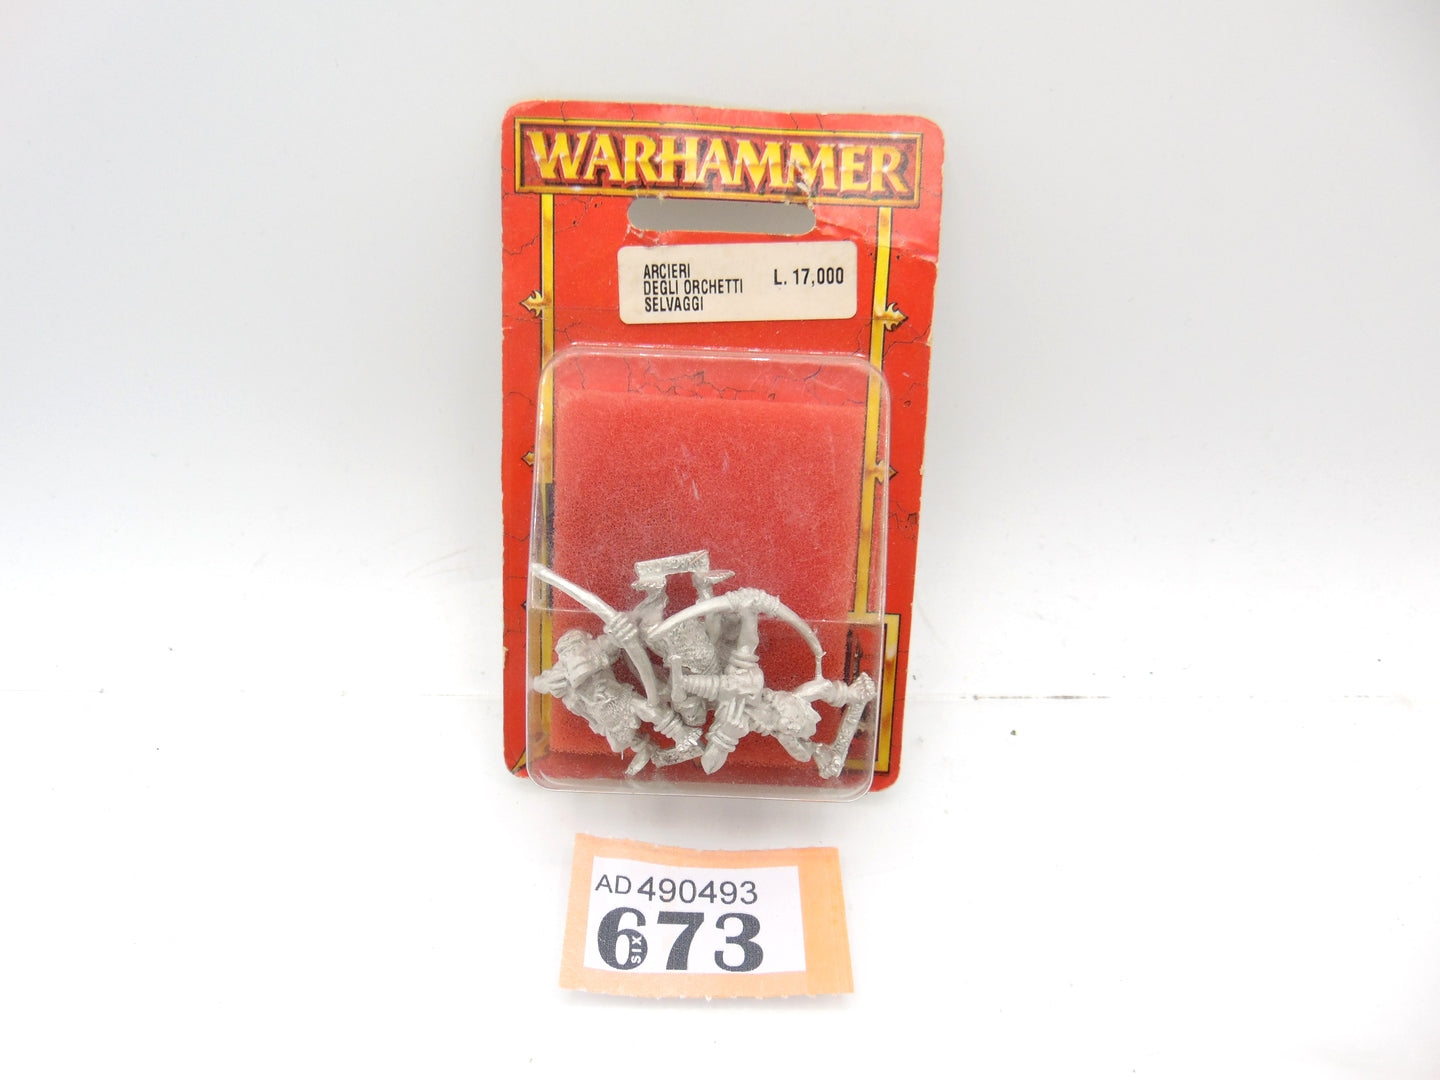 WARHAMMER
ARCIERI
DEGLI ORCHETTI
SELVAGGI
L. 17,000
AD 490493
673
SIX